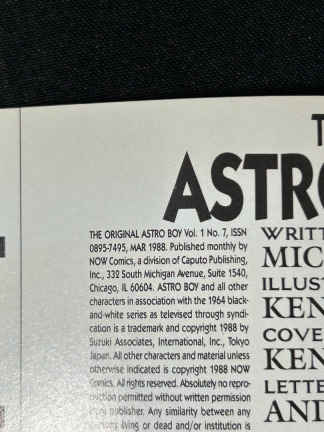 T
ASTRO
THE ORIGINAL ASTRO BOY Vol. 1 No. 7, ISSN
0895-7495, MAR 1988. Published monthly by
NOW Comics, a division of Caputo Publishing,
Inc., 332 South Michigan Avenue, Suite 1540,
Chicago, IL 60604. ASTRO BOY and all other
characters in association with the 1964 black-
and-white series as televised through syndi-
cation is a trademark and copyright 1988 by
Suzuki Associates, International, Inc., Tokyo
Japan. All other characters and material unless
otherwise indicated is copyright 1988 NOW
Comics. All rights reserved. Absolutely no repro-
duction permitted without written permission
from publisher. Any similarity between any
persons living or dead and/or institution is
WRITT
MIC
ILLUST
KEN
COVE
KEN
LETTE
AND